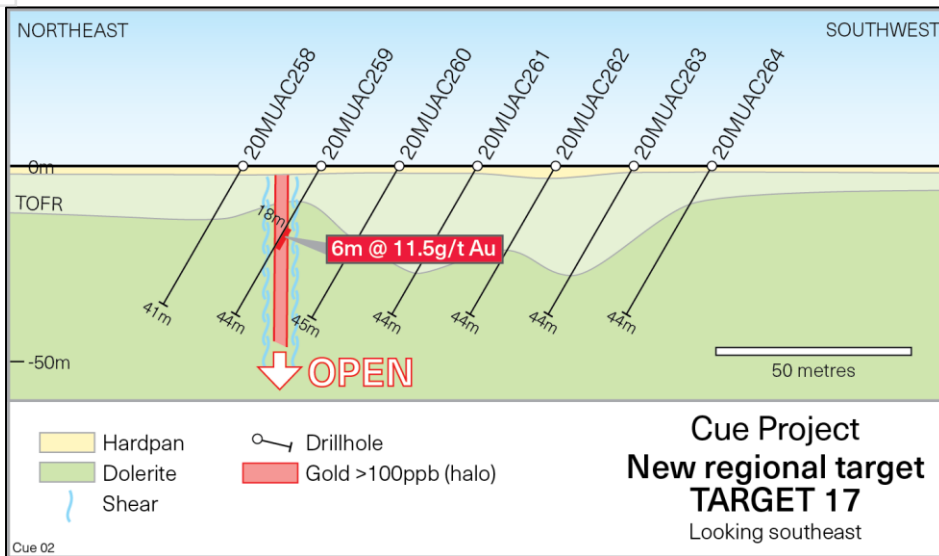 NORTHEAST
SOUTHWEST
20MUAC258
20MUAC259
20MUAC260
20MUAC261
20MUAC262
20MUAC263
20MUAC264
0m
TOFR
18m
6m @ 11.5g/t Au
41m
44m
45m
44m
44m
44m
44m
-50m
OPEN
50 metres
Hardpan
Dolerite
Shear
Drillhole
Gold >100ppb (halo)
Cue Project
New regional target
TARGET 17
Looking southeast
Cue 02